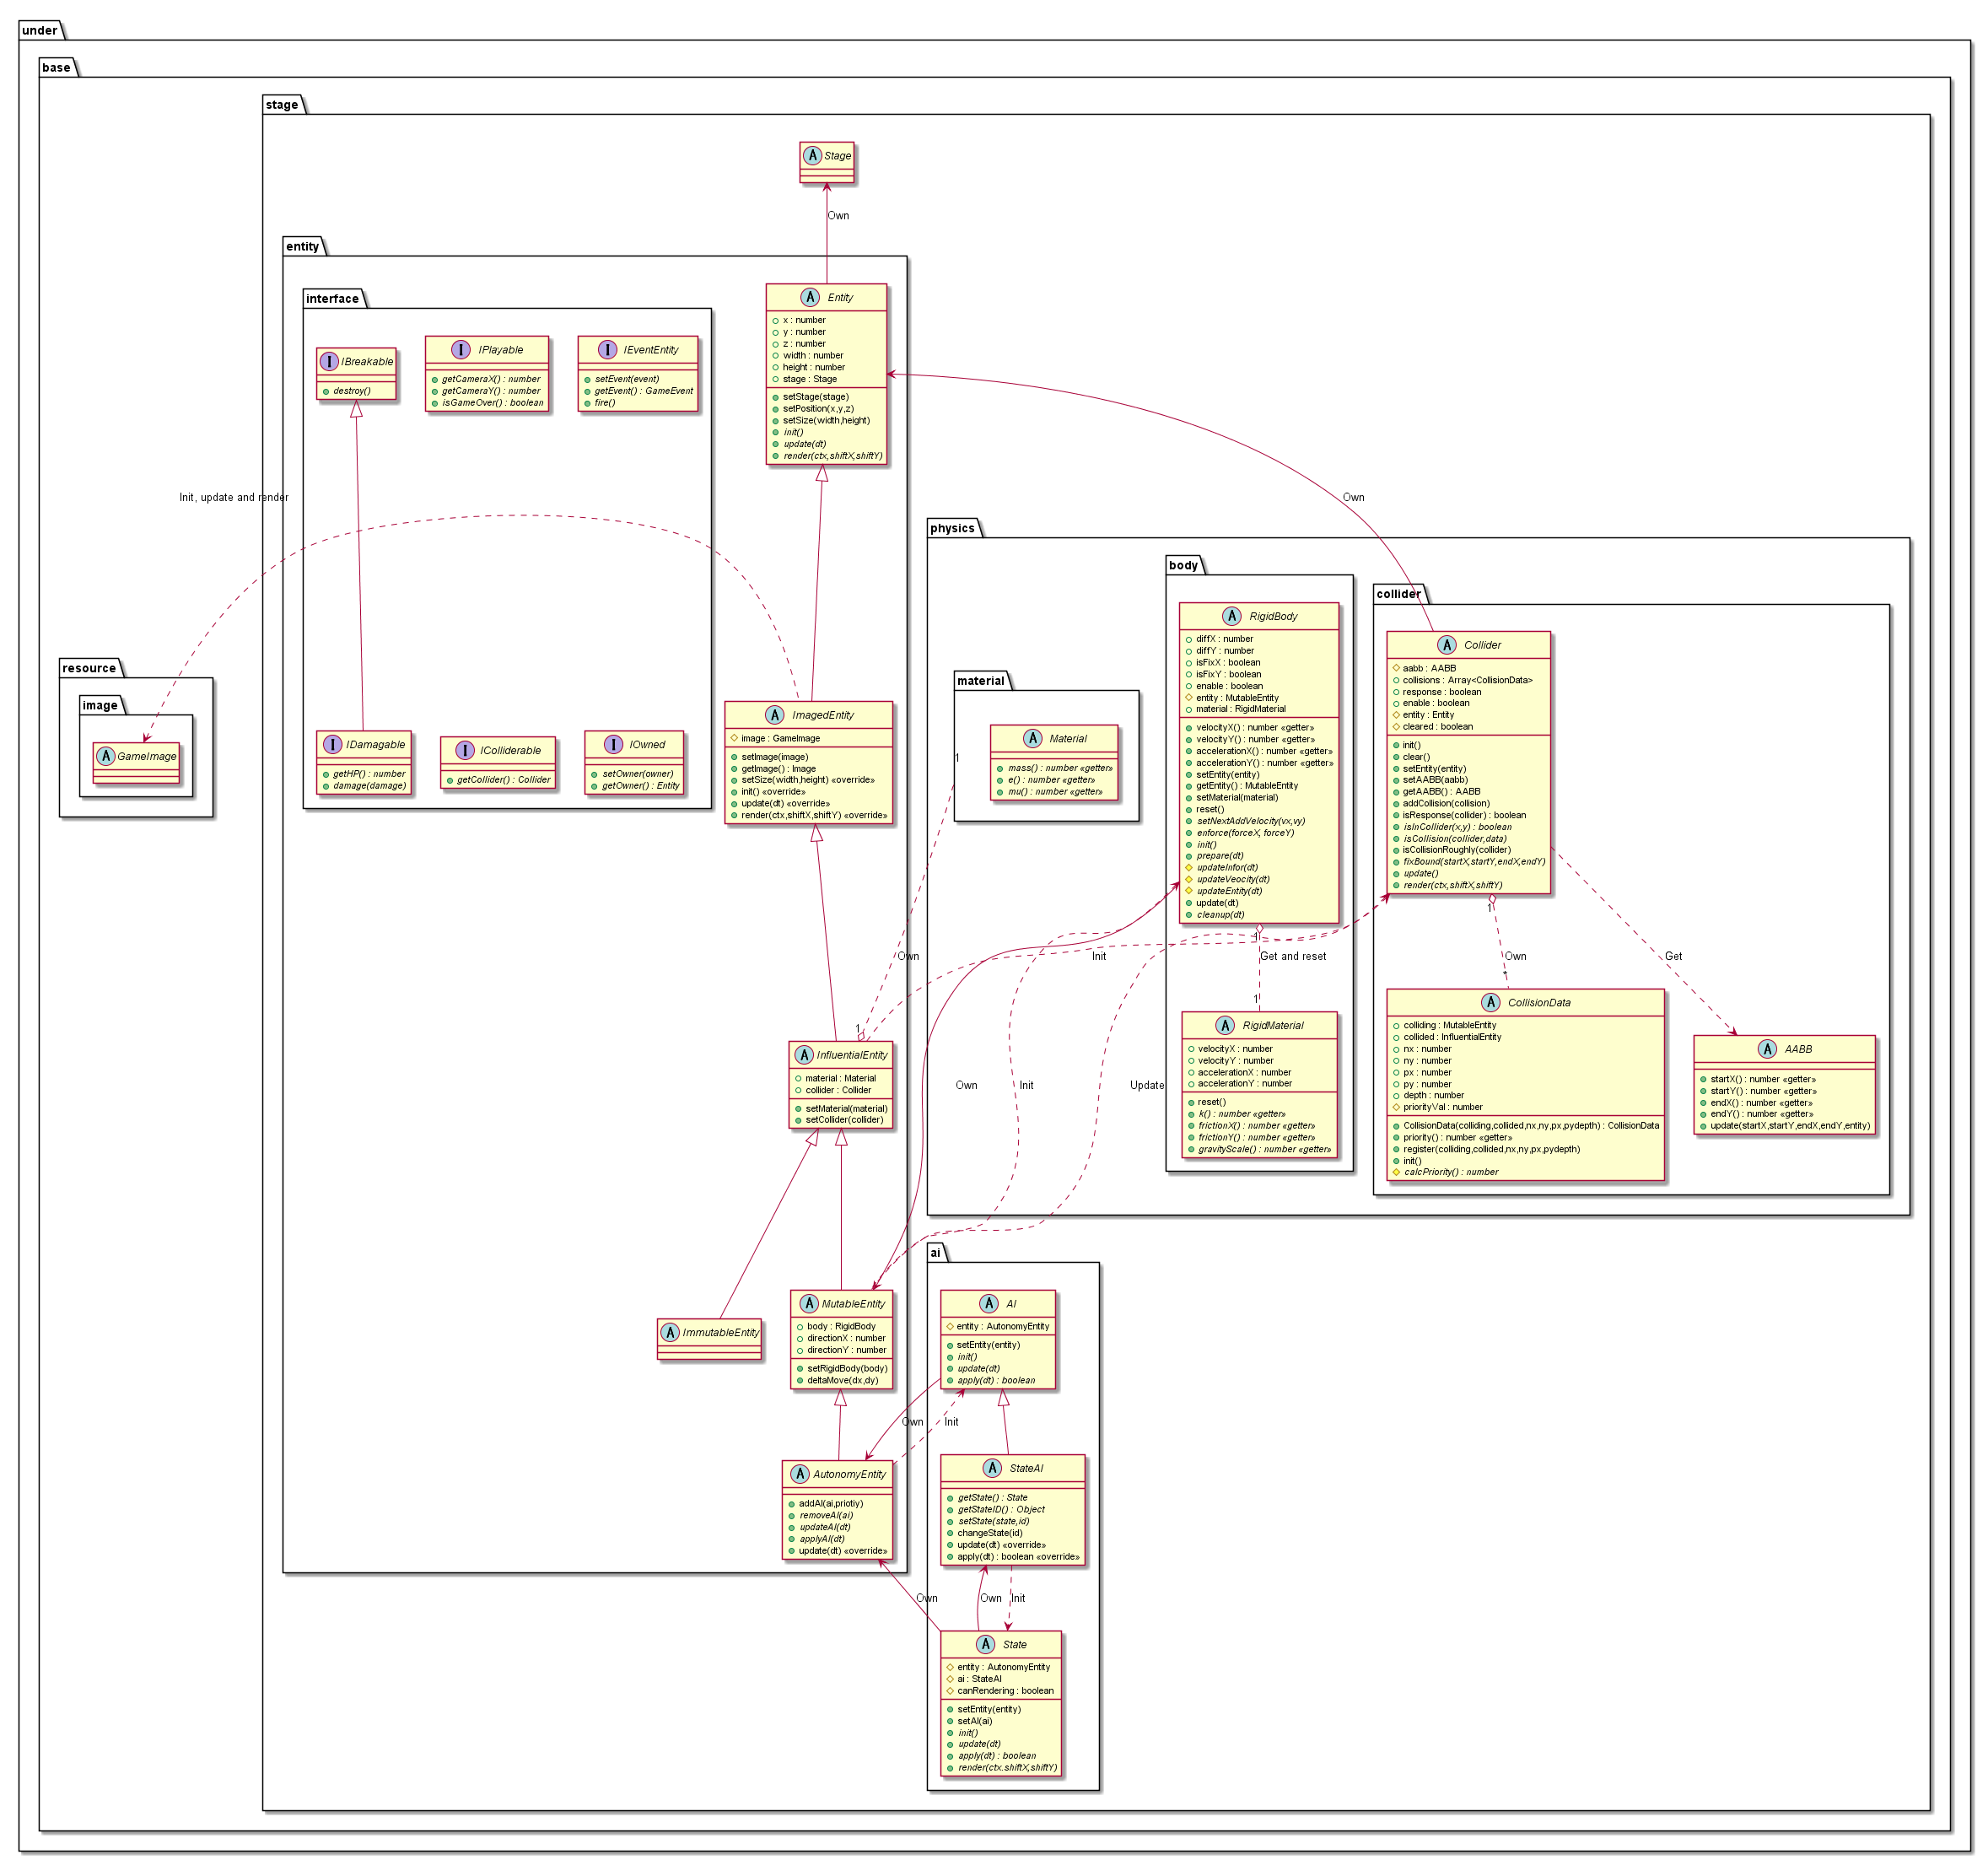 under
base
stage
A Stage
Own
entity
interface
I IBreakable
destroy()
I IPlayable
getCameraX() : number
getCameraY() : number
isGameOver() : boolean
I IEventEntity
setEvent(event)
getEvent() : GameEvent
fire()
A Entity
x : number
y : number
z : number
width : number
height : number
stage : Stage
setStage(stage)
setPosition(x,y,z)
setSize(width,height)
init()
update(dt)
render(ctx,shiftX,shiftY)
Init, update and render
Own
resource
image
A GameImage
I IDamagable
getHP() : number
damage(damage)
I IColliderable
getCollider() : Collider
I IOwned
setOwner(owner)
getOwner() : Entity
A ImagedEntity
image : GameImage
setImage(image)
getImage() : Image
setSize(width,height) «override»
init() «override»
update(dt) «override»
render(ctx,shiftX,shiftY) «override»
physics
material
A Material
mass() : number «getter»
e() : number «getter»
mu() : number «getter»
1
body
A RigidBody
diffX : number
diffY : number
isFixX : boolean
isFixY : boolean
enable : boolean
entity : MutableEntity
material : RigidMaterial
velocityX() : number «getter»
velocityY() : number «getter»
accelerationX() : number «getter»
accelerationY() : number «getter»
setEntity(entity)
getEntity() : MutableEntity
setMaterial(material)
reset()
setNextAddVelocity(vx,vy)
enforce(forceX, forceY)
init()
prepare(dt)
updateInfor(dt)
updateVeocity(dt)
updateEntity(dt)
update(dt)
cleanup(dt)
collider
A Collider
aabb : AABB
collisions : Array<CollisionData>
response : boolean
enable : boolean
entity : Entity
cleared : boolean
init()
clear()
setEntity(entity)
setAABB(aabb)
getAABB() : AABB
addCollision(collision)
isResponse(collider) : boolean
isInCollider(x,y) : boolean
isCollision(collider,data)
isCollisionRoughly(collider)
fixBound(startX,startY,endX,endY)
update()
render(ctx,shiftX,shiftY)
1
1
Own
Init
Get and reset
Own
Get
1
1
*
A RigidMaterial
velocityX : number
velocityY : number
accelerationX : number
accelerationY : number
reset()
k() : number «getter»
frictionX() : number «getter»
frictionY() : number «getter»
gravityScale() : number «getter»
A CollisionData
colliding : MutableEntity
collided : InfluentialEntity
nx : number
ny : number
px : number
py : number
depth : number
priorityVal : number
CollisionData(colliding,collided,nx,ny,px,pydepth) : CollisionData
priority() : number «getter»
register(colliding,collided,nx,ny,px,pydepth)
init()
calcPriority() : number
A AABB
startX() : number «getter»
startY() : number «getter»
endX() : number «getter»
endY() : number «getter»
update(startX,startY,endX,endY,entity)
A InfluentialEntity
material : Material
collider : Collider
setMaterial(material)
setCollider(collider)
Own
Init
Update
A ImmutableEntity
A MutableEntity
body : RigidBody
directionX : number
directionY : number
setRigidBody(body)
deltaMove(dx,dy)
ai
A AI
entity : AutonomyEntity
setEntity(entity)
init()
update(dt)
apply(dt) : boolean
Own
Init
A AutonomyEntity
addAI(ai,priotiy)
removeAI(ai)
updateAI(dt)
applyAI(dt)
update(dt) «override»
A StateAI
getState() : State
getStateID() : Object
setState(state,id)
changeState(id)
update(dt) «override»
apply(dt) : boolean «override»
Own
Own
Init
A State
entity : AutonomyEntity
ai : StateAI
canRendering : boolean
setEntity(entity)
setAI(ai)
init()
update(dt)
apply(dt) : boolean
render(ctx.shiftX,shiftY)